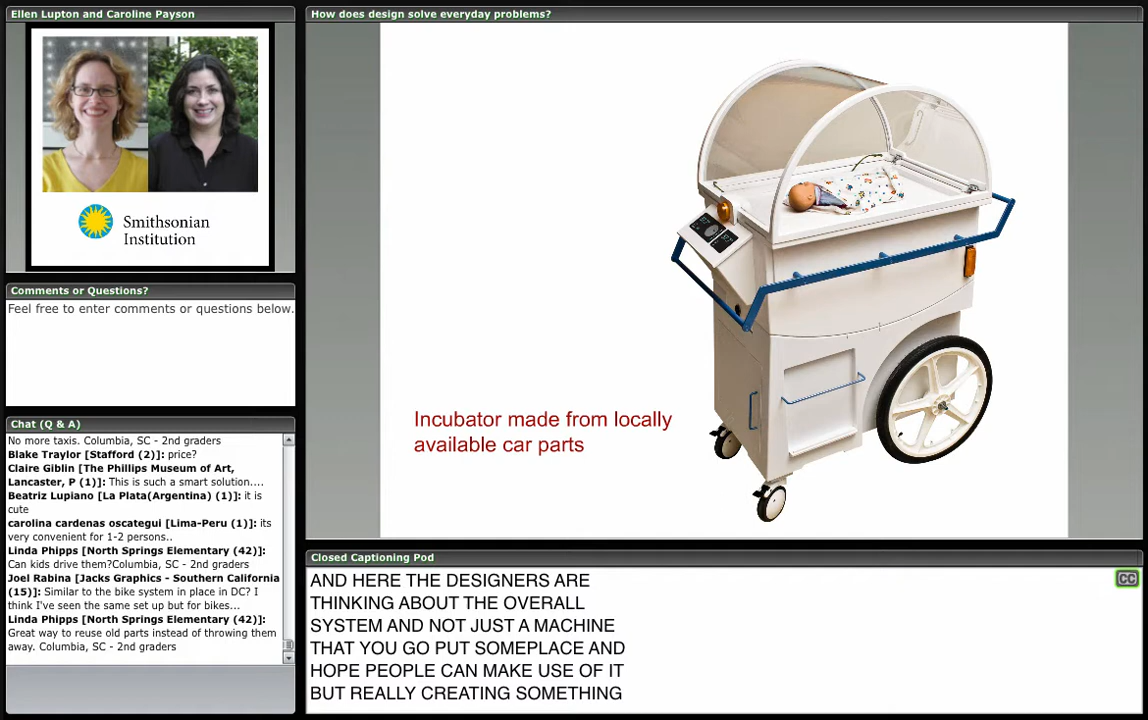 Ellen Lupton and Caroline Payson
Smithsonian
Institution
Comments or Questions?
Feel free to enter comments or questions below.
Chat (Q & A)
No more taxis. Columbia, SC - 2nd graders
Blake Traylor [Stafford (2)]: price?
Claire Giblin [The Phillips Museum of Art,
Lancaster, P (1)]: This is such a smart solution....
Beatriz Lupiano [La Plata(Argentina) (1)]: it is
cute
carolina cardenas oscategui [Lima-Peru (1)]: its
very convenient for 1-2 persons..
Linda Phipps [North Springs Elementary (42)]:
Can kids drive them?Columbia, SC - 2nd graders
Joel Rabina [Jacks Graphics - Southern California
(15)]: Similar to the bike system in place in DC? I
think I've seen the same set up but for bikes...
Linda Phipps [North Springs Elementary (42)]:
Great way to reuse old parts instead of throwing them
away. Columbia, SC - 2nd graders
How does design solve everyday problems?
Incubator made from locally
available car parts
Closed Captioning Pod
CC
AND HERE THE DESIGNERS ARE
THINKING ABOUT THE OVERALL
SYSTEM AND NOT JUST A MACHINE
THAT YOU GO PUT SOMEPLACE AND
HOPE PEOPLE CAN MAKE USE OF IT
BUT REALLY CREATING SOMETHING